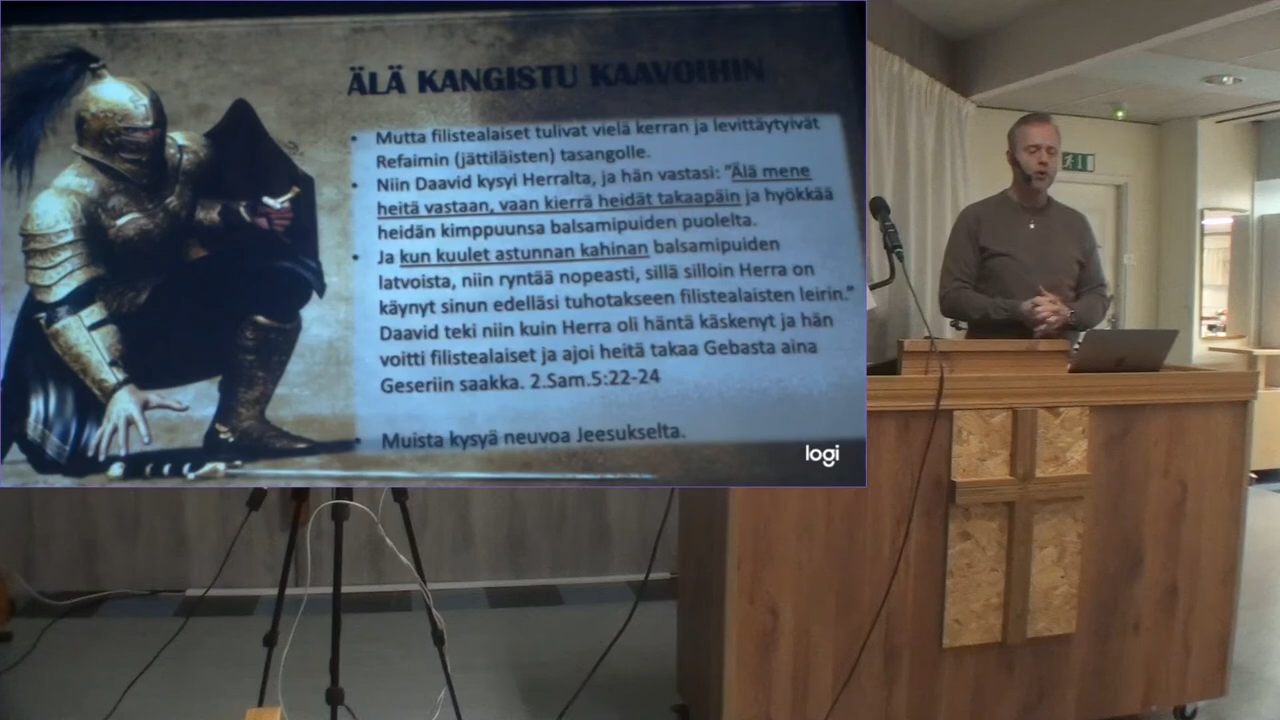 ÄLÄ KANGISTU KAAVOIHIN
• Mutta filistealaiset tulivat vielä kerran ja levittäytyivät
Refaimin (jättiläisten) tasangolle.
• Niin Daavid kysyi Herralta, ja hän vastasi: "Älä mene
heitä vastaan, vaan kierrä heidät takaapäin ja hyökkää
heidän kimppuunsa balsamipuiden puolelta.
• Ja kun kuulet astunnan kahinan balsamipuiden
latvoista, niin ryntää nopeasti, sillä silloin Herra on
käynyt sinun edelläsi tuhotakseen filistealaisten leirin."
Daavid teki niin kuin Herra oli häntä käskenyt ja hän
voitti filistealaiset ja ajoi heitä takaa Gebasta aina
Geseriin saakka. 2.Sam.5:22-24
• Muista kysyä neuvoa Jeesukselta.
logi